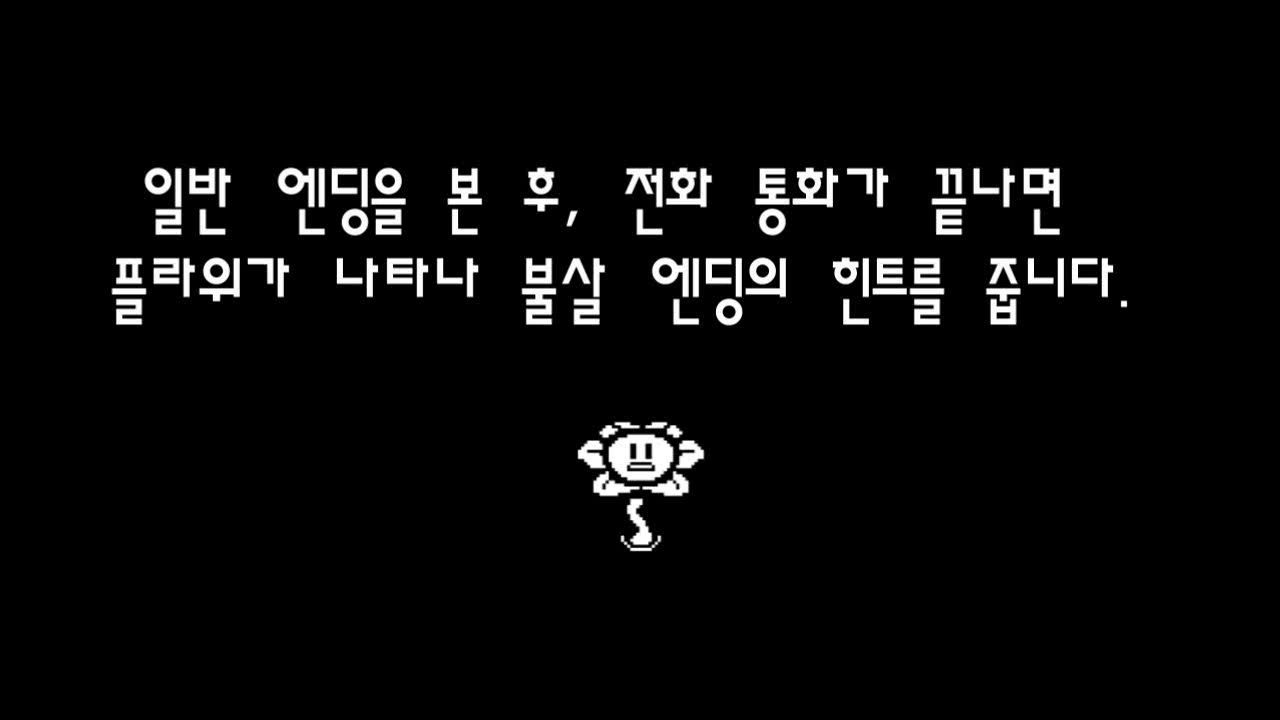 일반 엔딩을 본 후, 전화 통화가 끝나면
플라위가 나타나 불살 엔딩의 힌트를 줍니다.